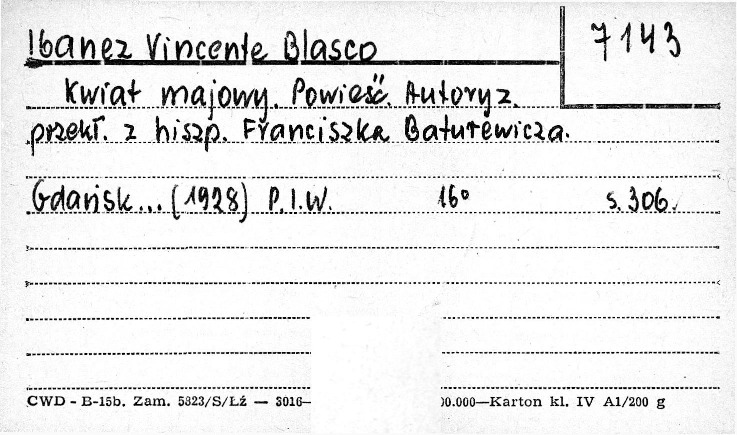 Ibanez Vincente Blasco
7143
Kwiat majowy. Powieść. Autoryz.
przekł. z hiszp. Franciszka Baturewicza.
Gdańsk... (1928) P.I.W. 16° s. 306.
CWD - B-15b. Zam. 5823/S/Łź — 3016— 00.000—Karton kl. IV A1/200 g